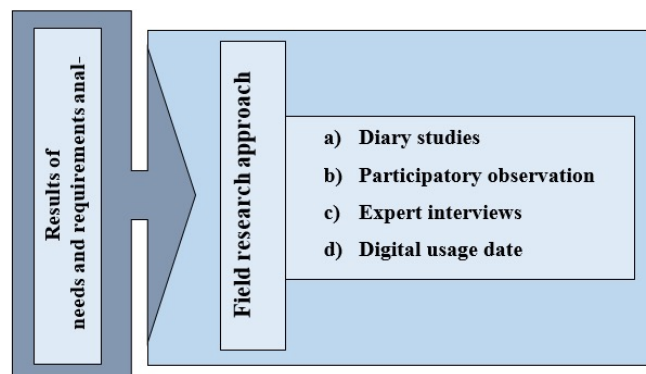 Results of
needs and requirements anal-
Field research approach
a) Diary studies
b) Participatory observation
c) Expert interviews
d) Digital usage date